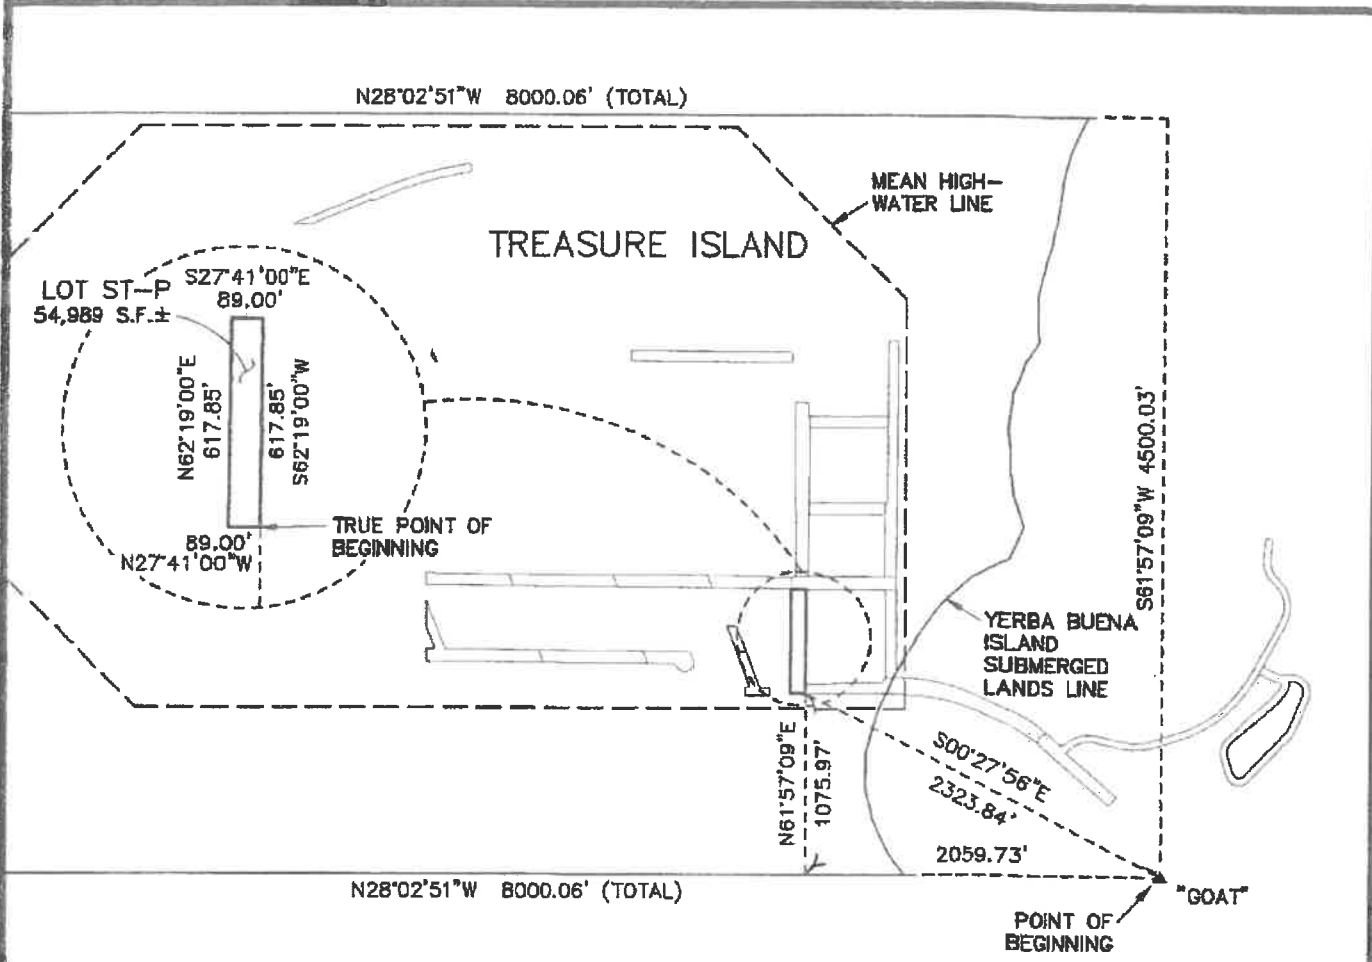 N28°02'51"W 8000.06' (TOTAL)
MEAN HIGH-
WATER LINE
TREASURE ISLAND
LOT ST-P
54,989 S.F.±
S27°41'00"E
89.00'
N62°19'00"E
617.85'
617.85'
S62°19'00"W
TRUE POINT OF
BEGINNING
89.00'
N27°41'00"W
S61°57'09"W 4500.03'
YERBA BUENA
ISLAND
SUBMERGED
LANDS LINE
N61°57'09"E
1075.97'
S00°27'56"E
2323.84'
2059.73'
N28°02'51"W 8000.06' (TOTAL)
"GOAT"
POINT OF
BEGINNING